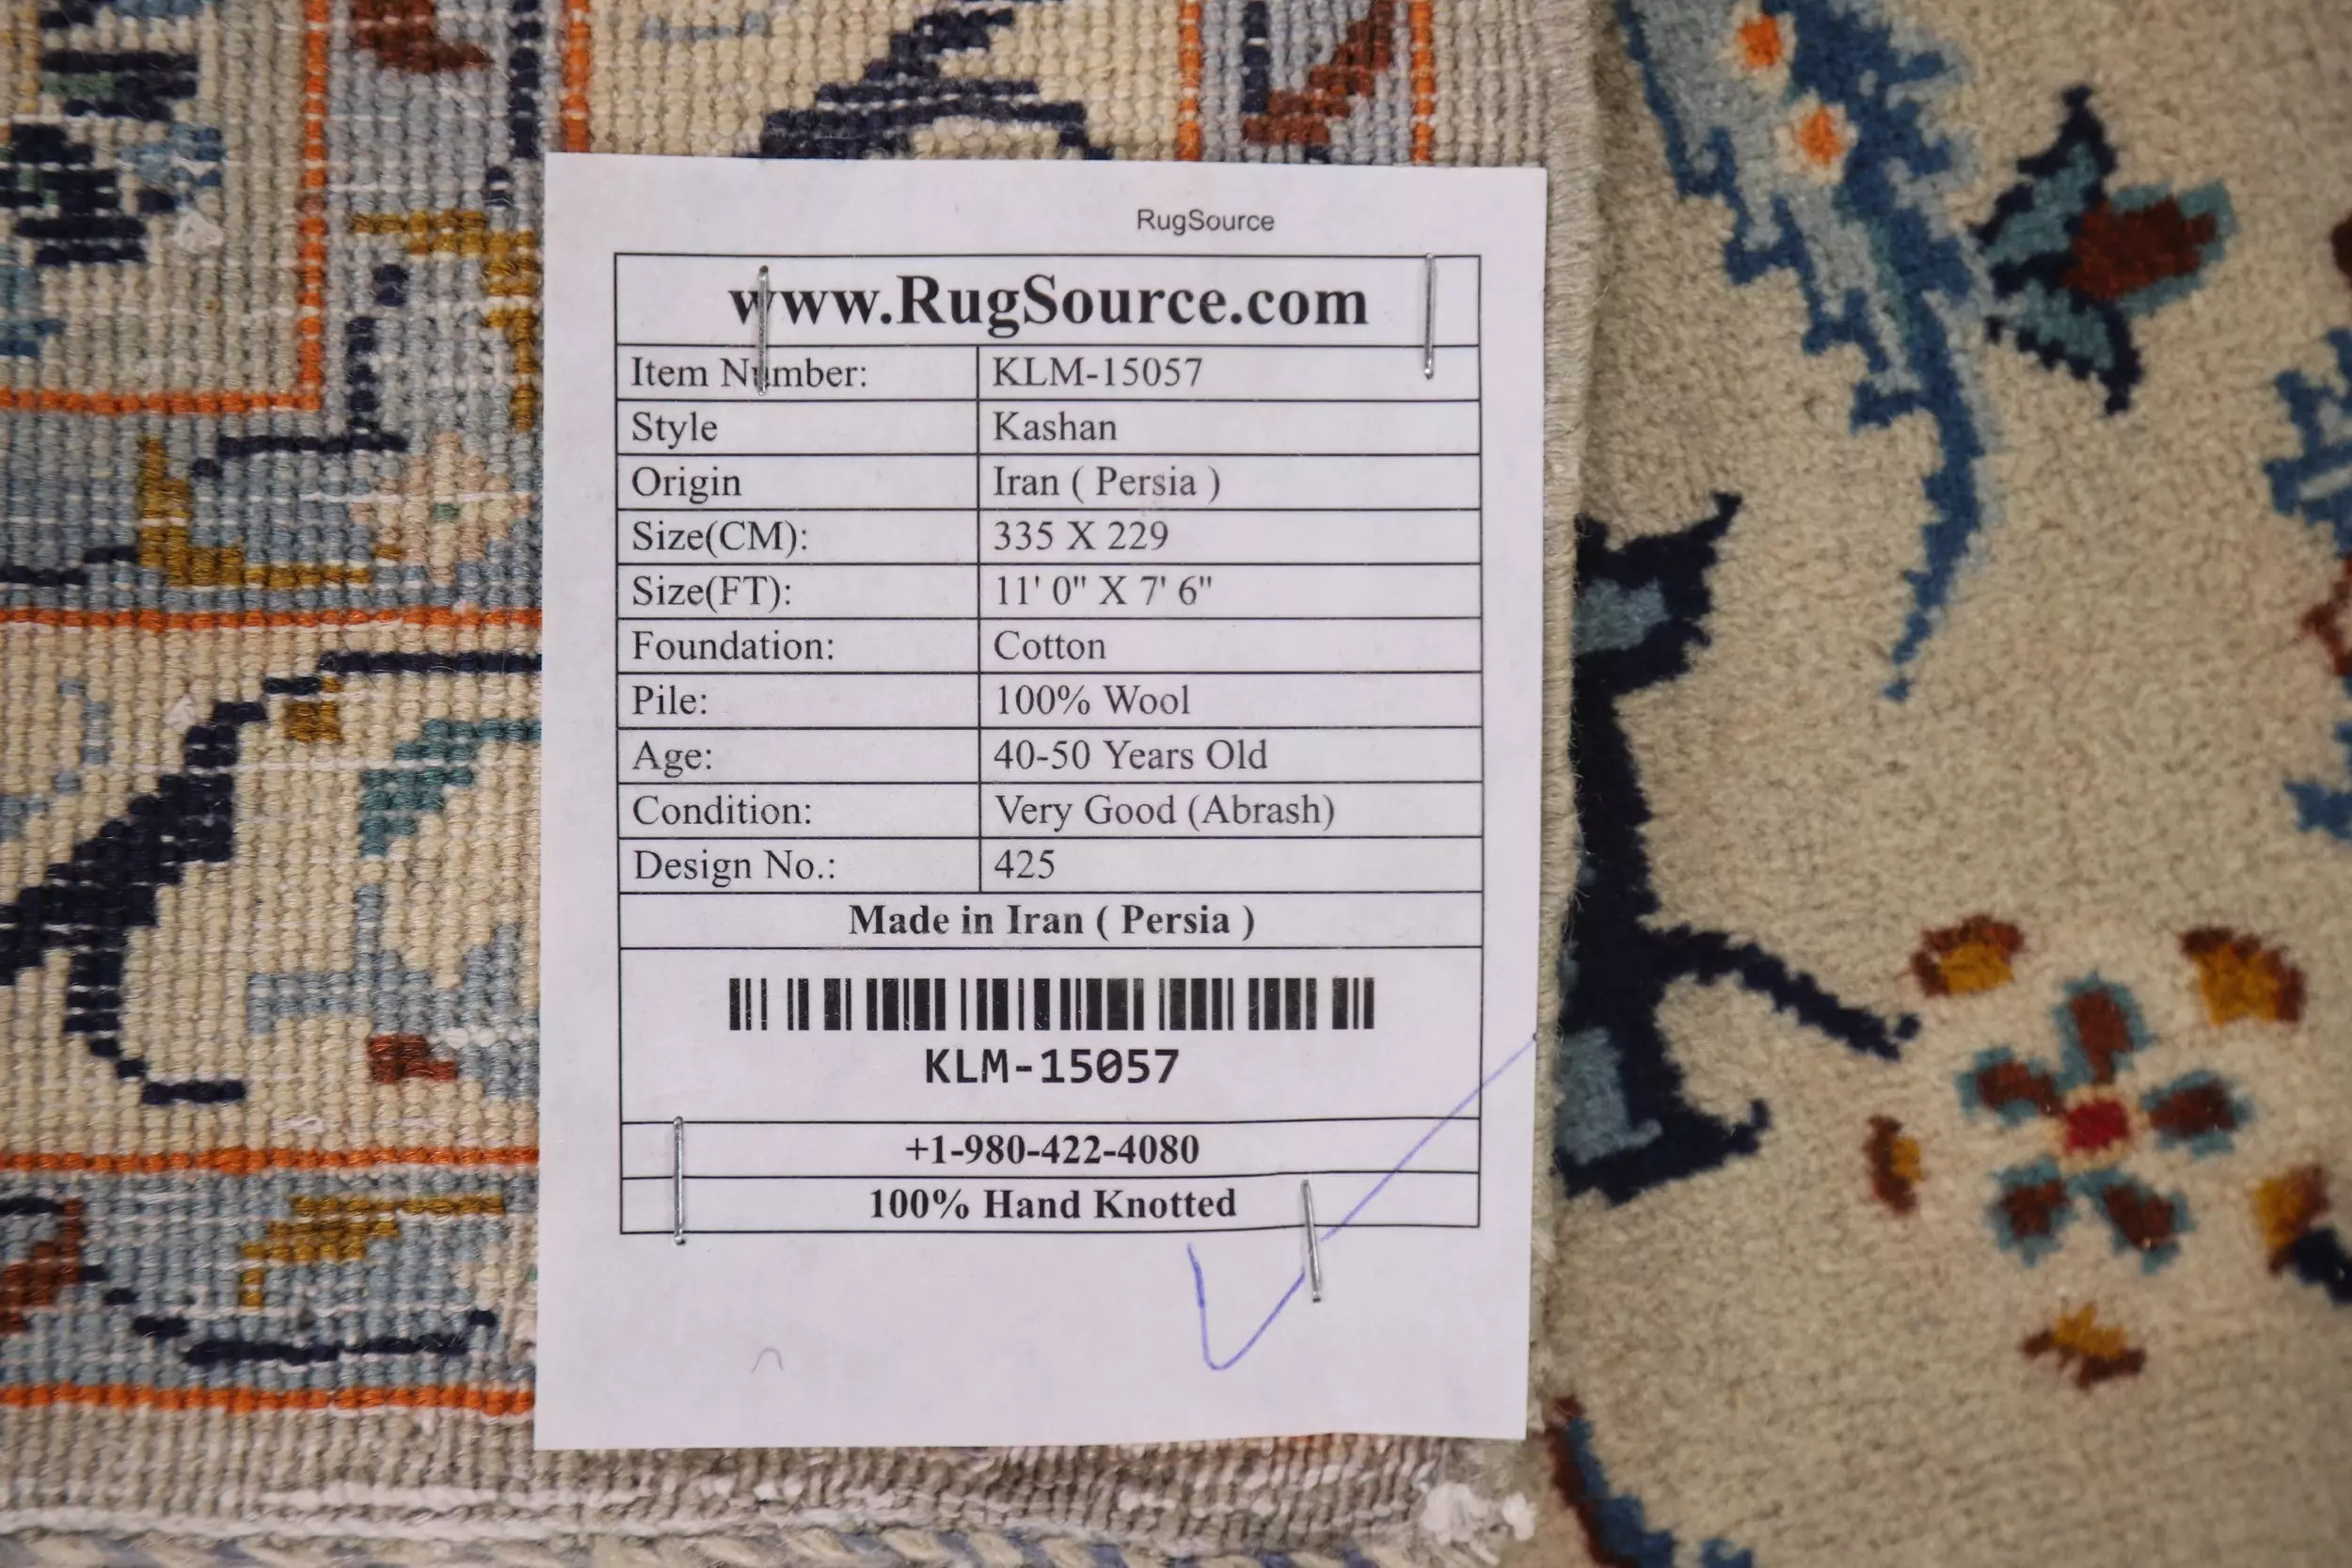 RugSource
www.RugSource.com
Item Number: KLM-15057
Style Kashan
Origin Iran ( Persia )
Size(CM): 335 X 229
Size(FT): 11' 0" X 7' 6"
Foundation: Cotton
Pile: 100% Wool
Age: 40-50 Years Old
Condition: Very Good (Abrash)
Design No.: 425
Made in Iran ( Persia )
KLM-15057
+1-980-422-4080
100% Hand Knotted